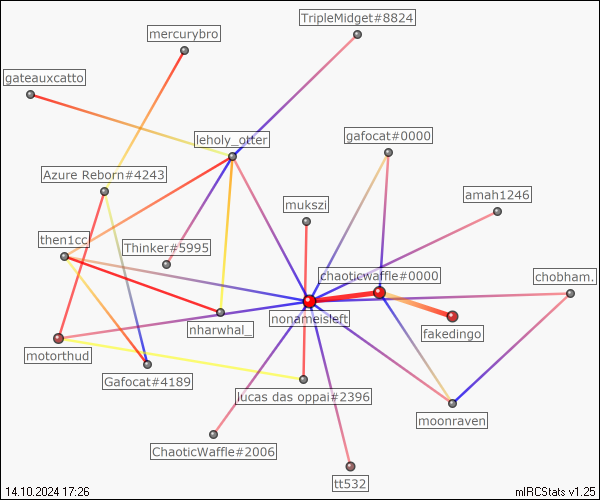 TripleMidget#8824
mercurybro
gateauxcatto
leholy_otter
gafocat#0000
Azure Reborn#4243
amah1246
mukszi
then1cc
Thinker#5995
chaoticwaffle#0000
chobham.
nonameisleft
nharwhal_
fakedingo
motorthud
Gafocat#4189
lucas das oppai#2396
moonraven
ChaoticWaffle#2006
tt532
14.10.2024 17:26
mIRCStats v1.25